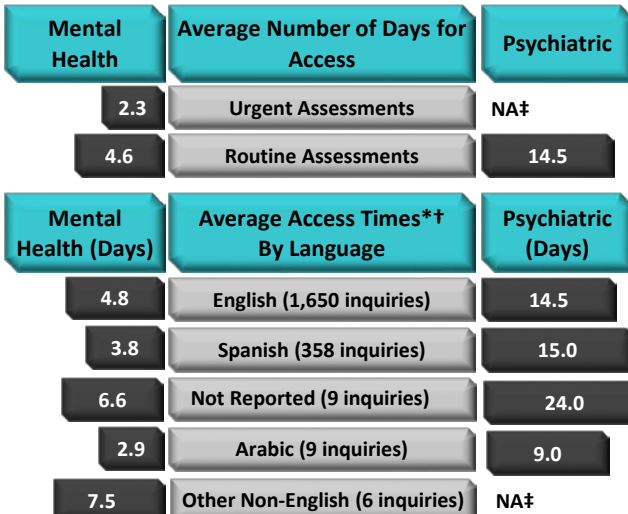 Mental Health
Average Number of Days for Access
Psychiatric
2.3
Urgent Assessments
NA‡
4.6
Routine Assessments
14.5
Mental Health (Days)
Average Access Times*† By Language
Psychiatric (Days)
4.8
English (1,650 inquiries)
14.5
3.8
Spanish (358 inquiries)
15.0
6.6
Not Reported (9 inquiries)
24.0
2.9
Arabic (9 inquiries)
9.0
7.5
Other Non-English (6 inquiries)
NA‡